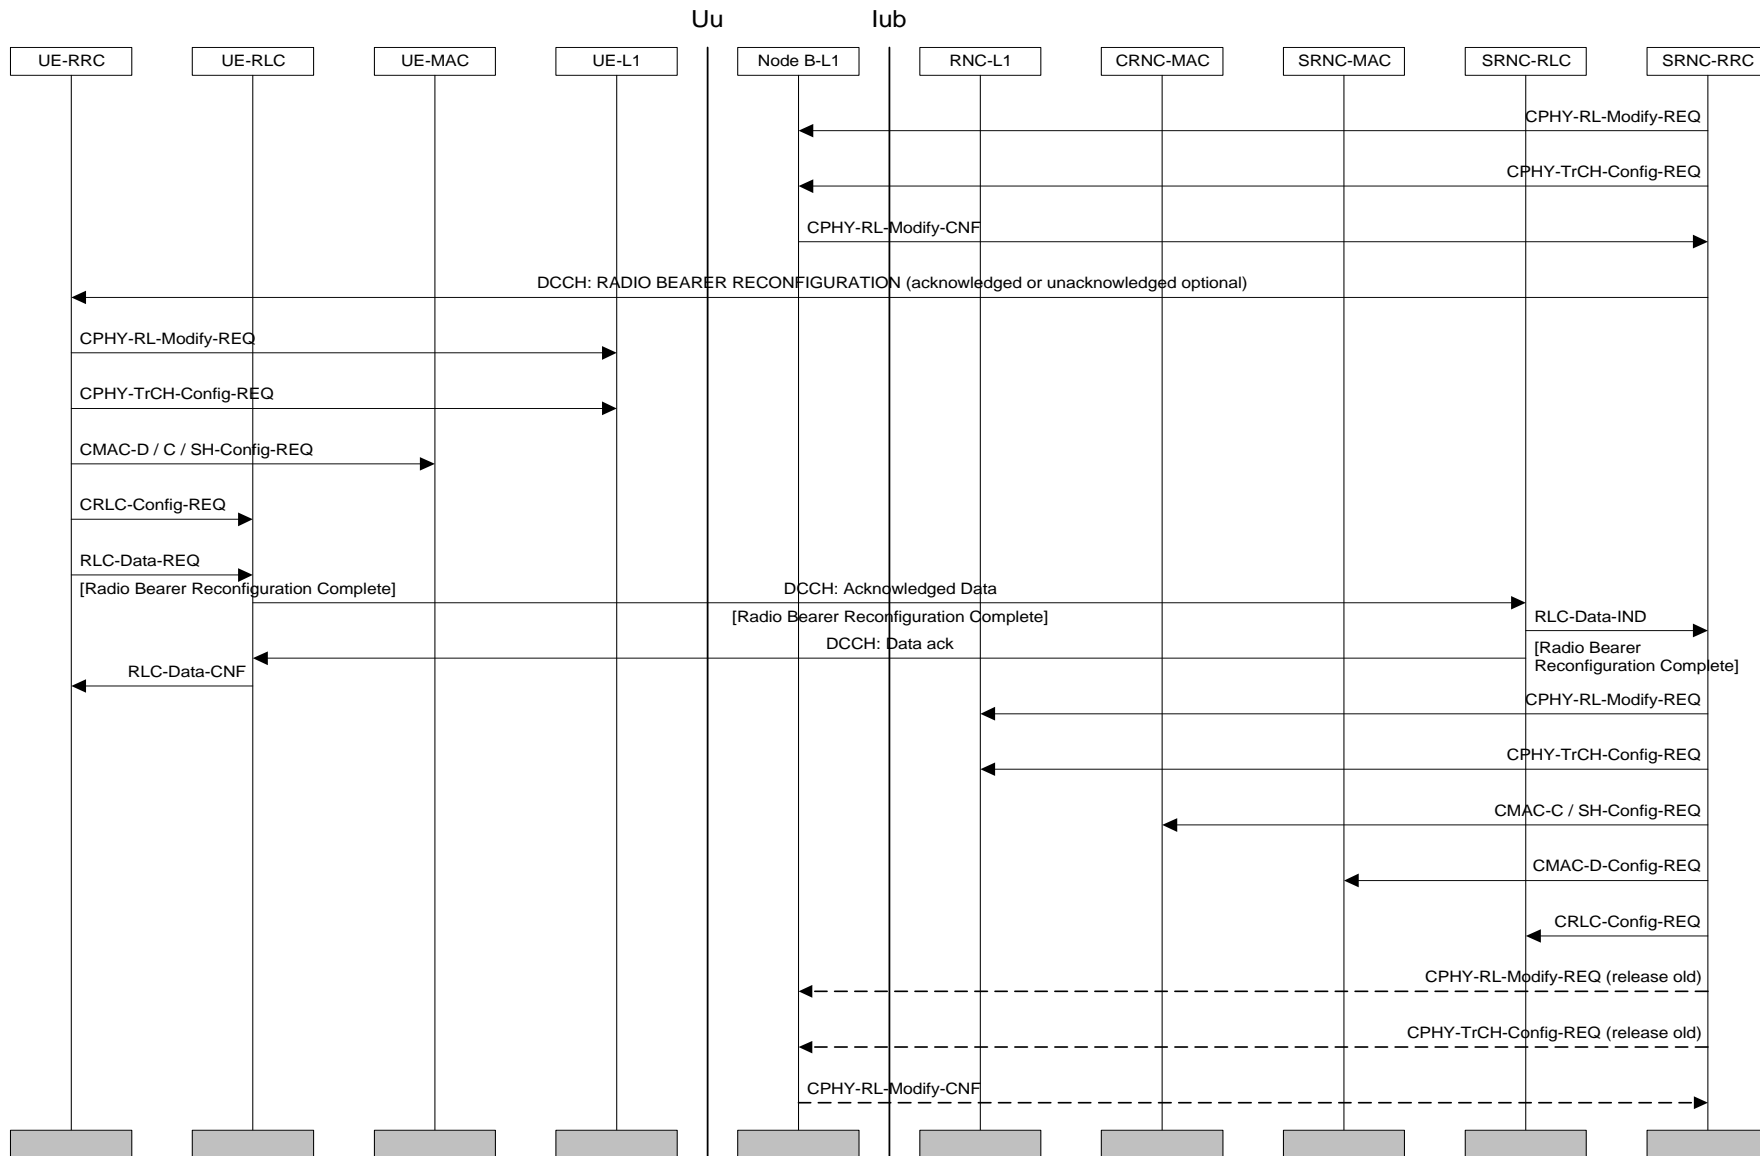 Uu
Iub
UE-RRC
UE-RLC
UE-MAC
UE-L1
Node B-L1
RNC-L1
CRNC-MAC
SRNC-MAC
SRNC-RLC
SRNC-RRC
CPHY-RL-Modify-REQ
CPHY-TrCH-Config-REQ
CPHY-RL-Modify-CNF
DCCH: RADIO BEARER RECONFIGURATION (acknowledged or unacknowledged optional)
CPHY-RL-Modify-REQ
CPHY-TrCH-Config-REQ
CMAC-D / C / SH-Config-REQ
CRLC-Config-REQ
RLC-Data-REQ
[Radio Bearer Reconfiguration Complete]
DCCH: Acknowledged Data
[Radio Bearer Reconfiguration Complete]
RLC-Data-IND
[Radio Bearer
Reconfiguration Complete]
DCCH: Data ack
RLC-Data-CNF
CPHY-RL-Modify-REQ
CPHY-TrCH-Config-REQ
CMAC-C / SH-Config-REQ
CMAC-D-Config-REQ
CRLC-Config-REQ
CPHY-RL-Modify-REQ (release old)
CPHY-TrCH-Config-REQ (release old)
CPHY-RL-Modify-CNF